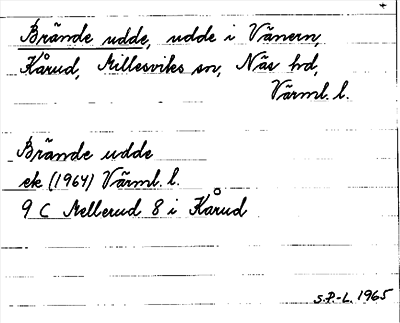 Brände udde, udde i Vänern,
Kårud, Millesviks sn, Näs hd,
Värml. l.
Brände udde
ek (1964) Värml. l.
9 C Mellerud 8 i Kårud
S.P.-L. 1965